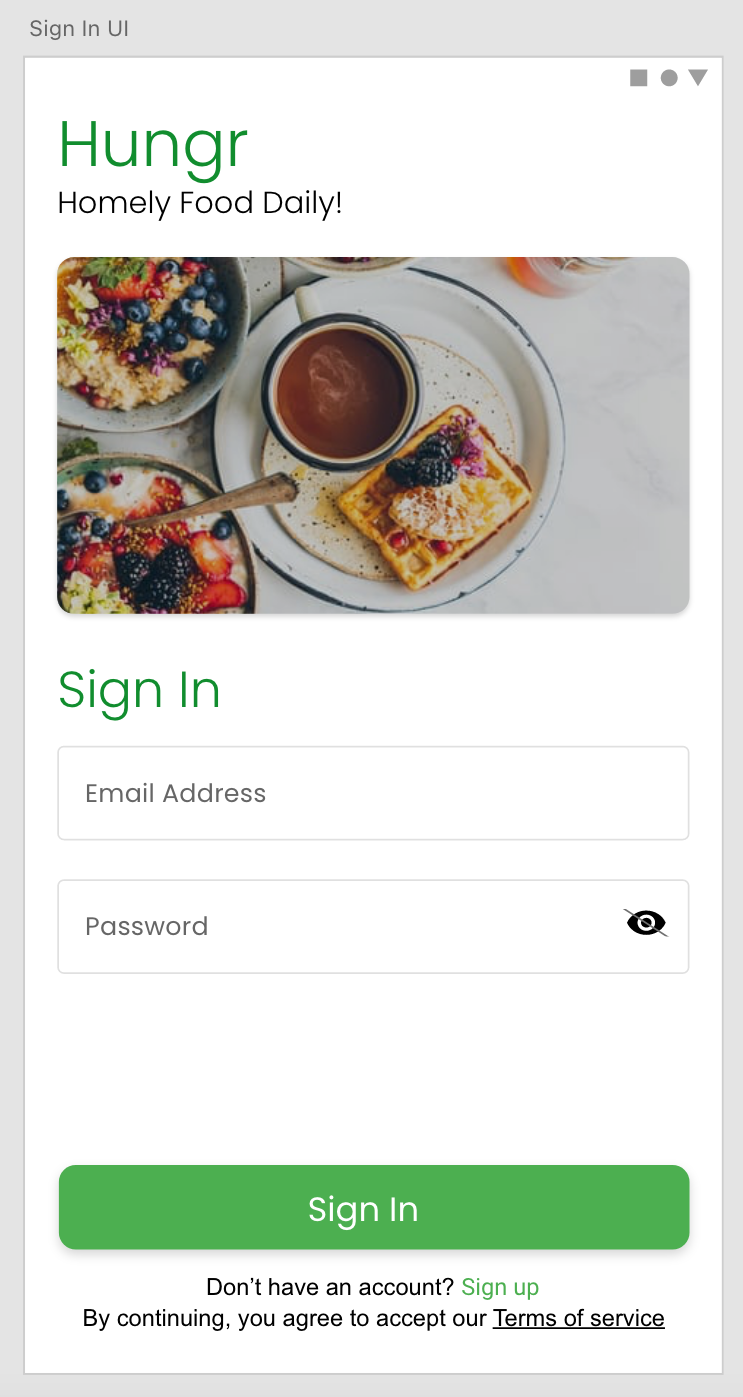 Sign In UI
Hungr
Homely Food Daily!
Sign In
Email Address
Password
Sign In
Don’t have an account? Sign up
By continuing, you agree to accept our Terms of service